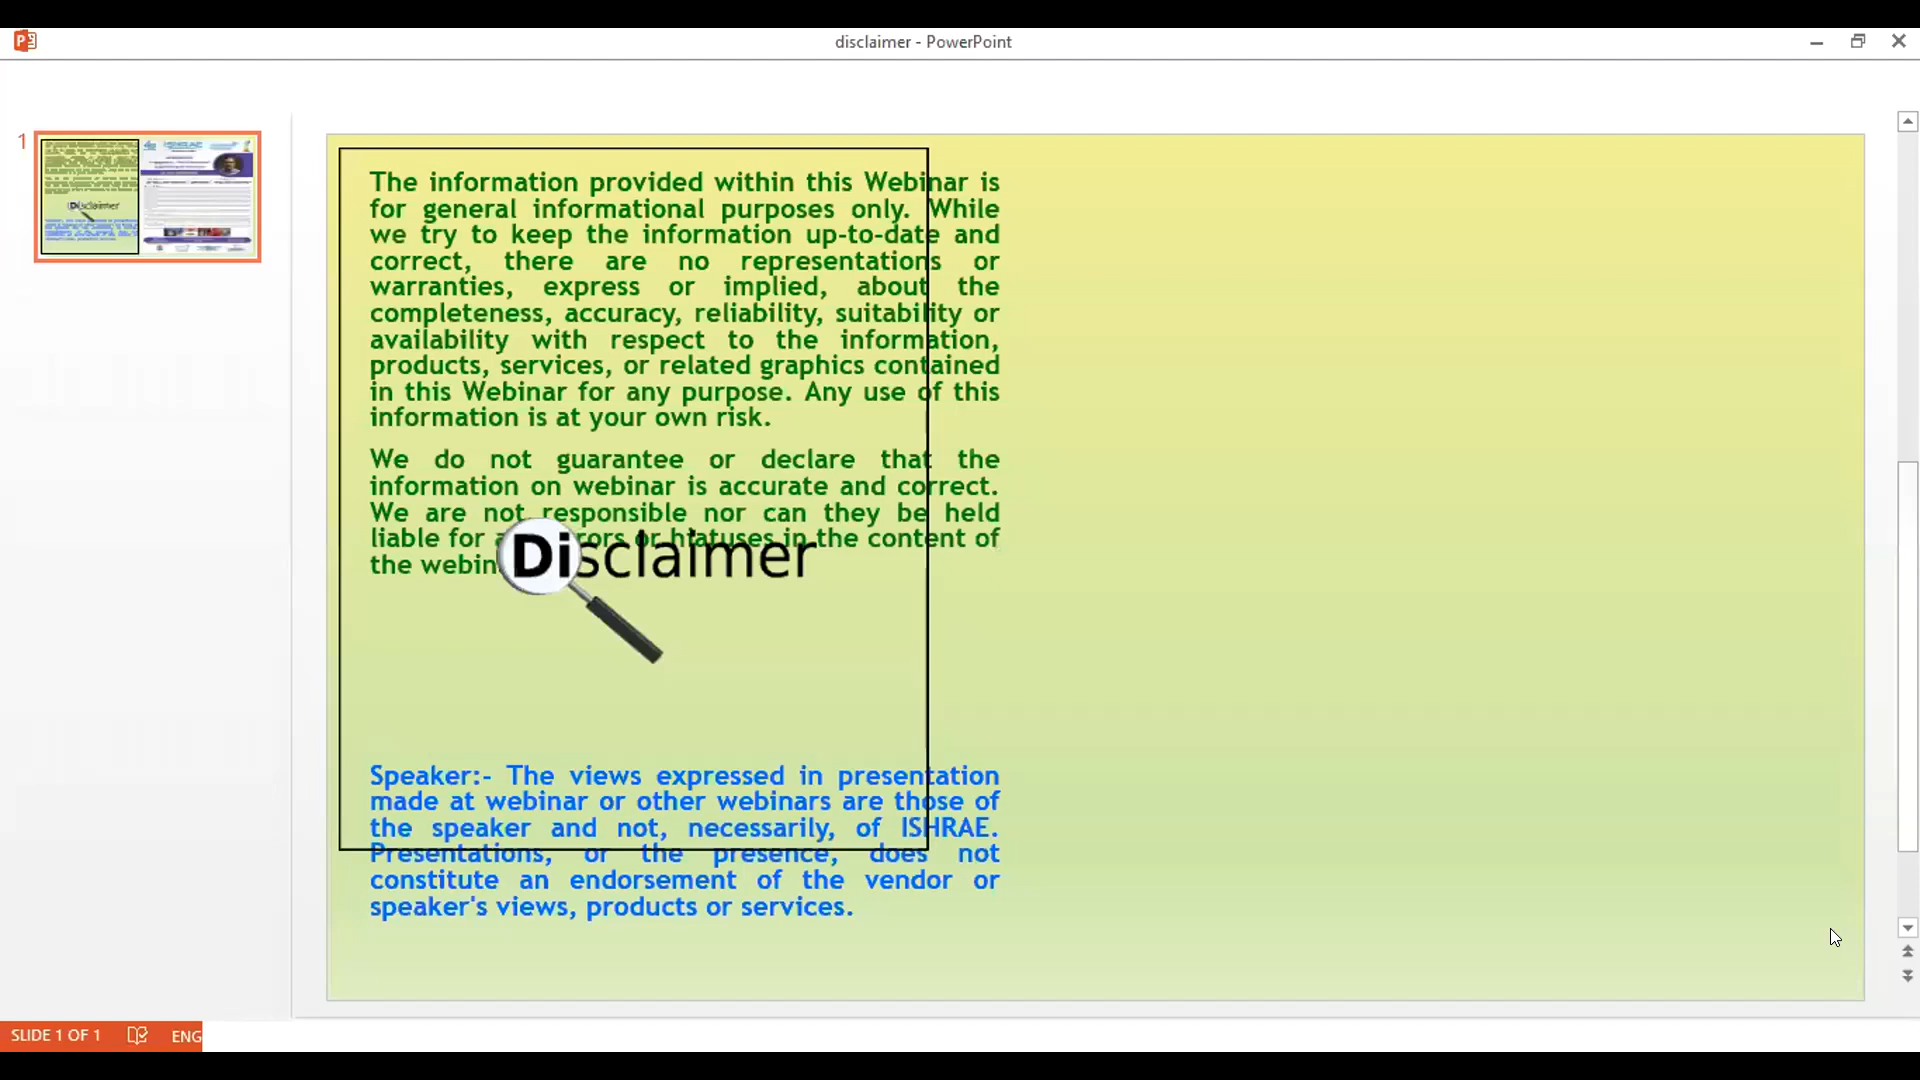 disclaimer - PowerPoint
1
The information provided within this Webinar is
for general informational purposes only. While
we try to keep the information up-to-date and
correct, there are no representations or
warranties, express or implied, about the
completeness, accuracy, reliability, suitability or
availability with respect to the information,
products, services, or related graphics contained
in this Webinar for any purpose. Any use of this
information is at your own risk.
We do not guarantee or declare that the
information on webinar is accurate and correct.
We are not responsible nor can they be held
liable for or hiatuses in the content of
the
Disclaimer
Speaker:- The views expressed in presentation
made at webinar or other webinars are those of
the speaker and not, necessarily, of ISHRAE.
Presentations, or the presence, does not
constitute an endorsement of the vendor or
speaker's views, products or services.
SLIDE 1 OF 1
ENG